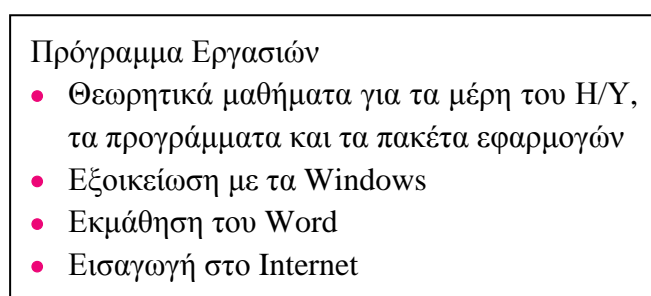 Πρόγραμμα Εργασιών
• Θεωρητικά μαθήματα για τα μέρη του Η/Υ,
τα προγράμματα και τα πακέτα εφαρμογών
• Εξοικείωση με τα Windows
• Εκμάθηση του Word
• Εισαγωγή στο Internet